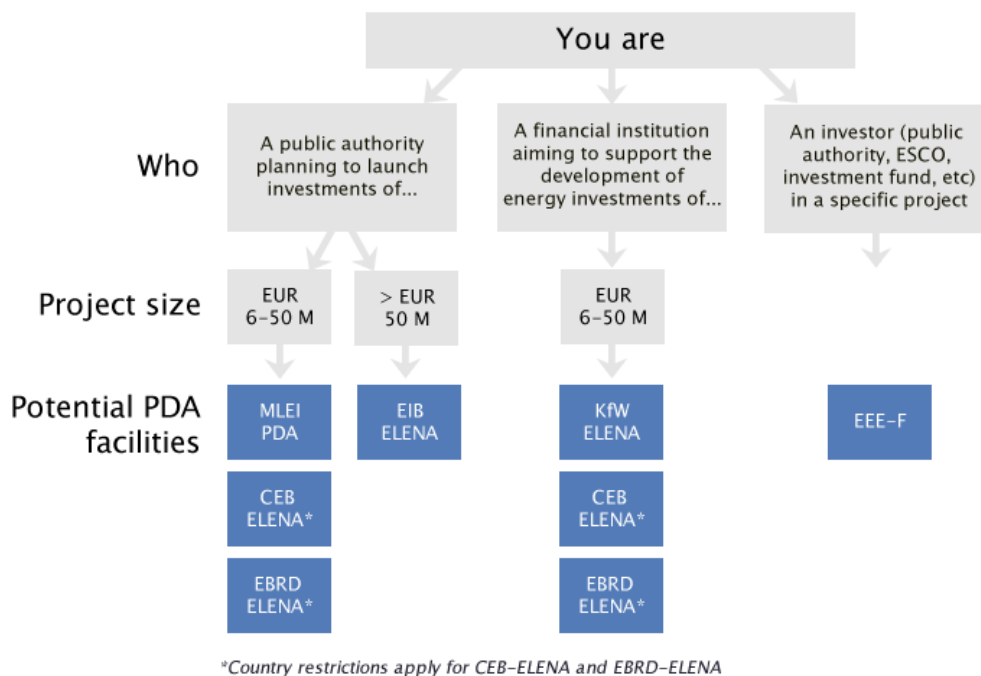 You are
Who
A public authority
planning to launch
investments of...
A financial institution
aiming to support the
development of
energy investments of...
An investor (public
authority, ESCO,
investment fund, etc)
in a specific project
Project size
EUR
6–50 M
> EUR
50 M
EUR
6–50 M
Potential PDA
facilities
MLEI
PDA
EIB
ELENA
KfW
ELENA
EEE–F
CEB
ELENA*
CEB
ELENA*
EBRD
ELENA*
EBRD
ELENA*
*Country restrictions apply for CEB–ELENA and EBRD–ELENA